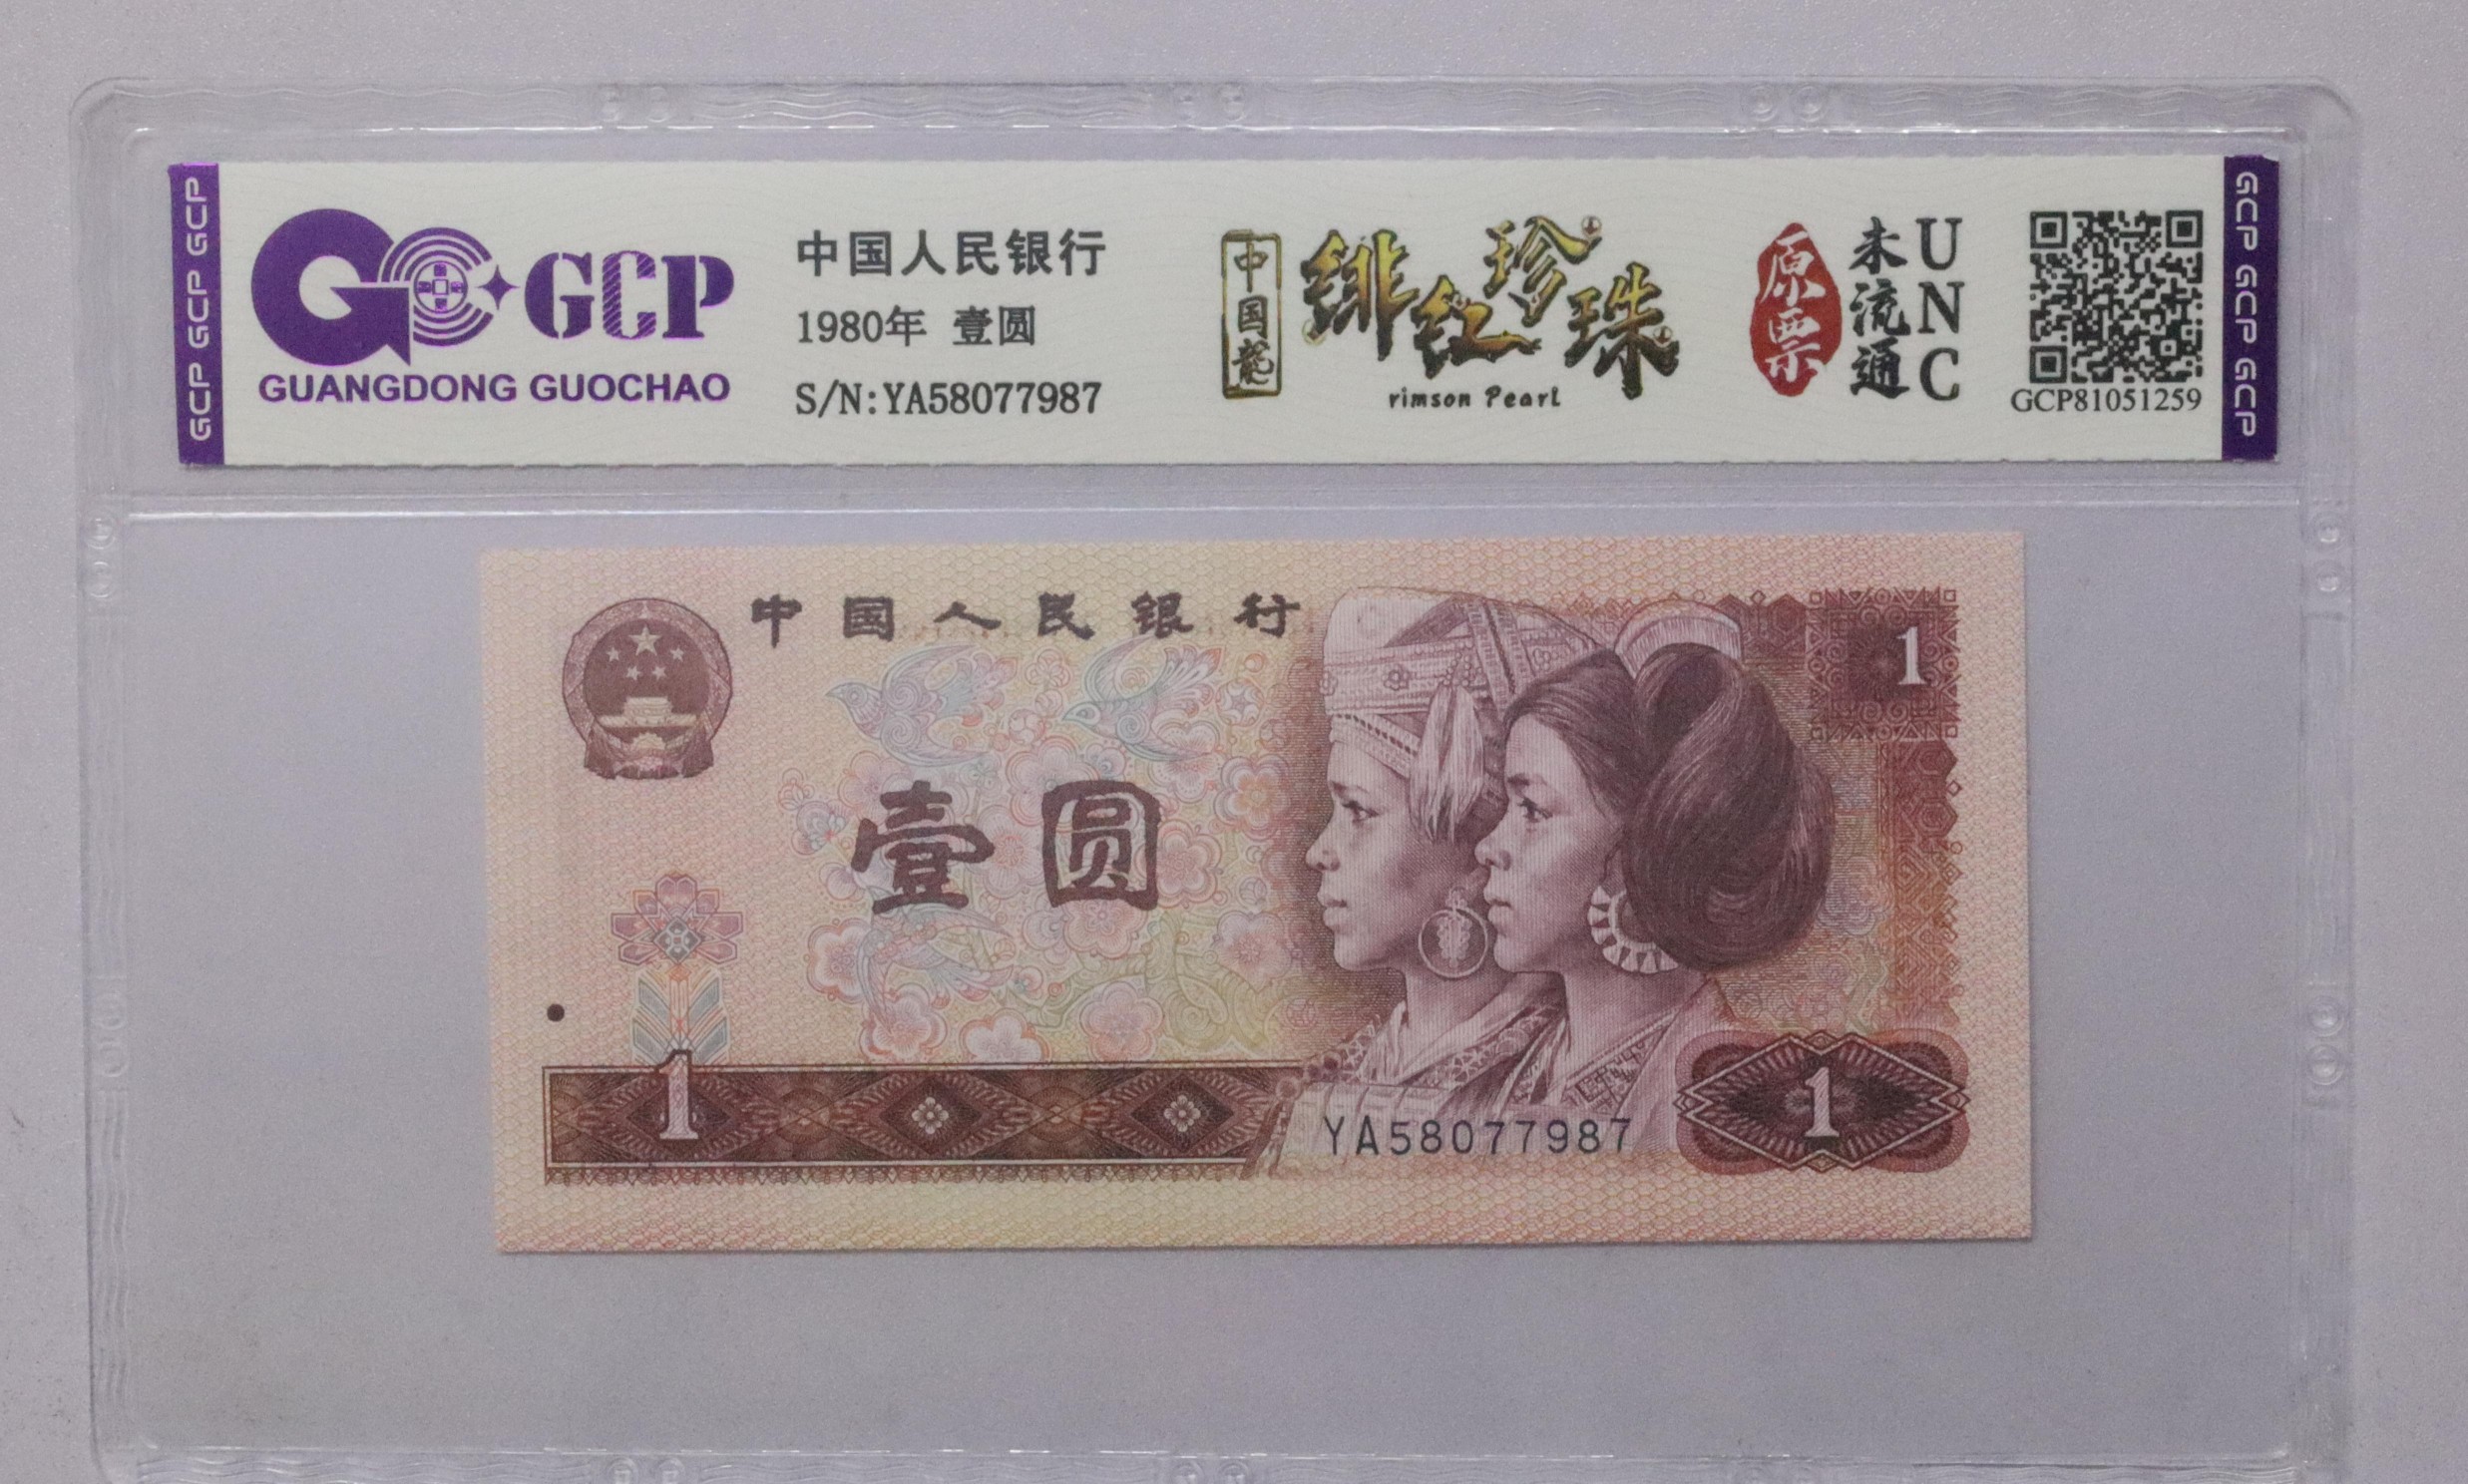 GCP GCP GCP
GCP
GUANGDONG GUOCHAO
中国人民银行
1980年 壹圆
S/N:YA58077987
中国龙
绯红珍珠
rimson Pearl
原票
未流通
UNC
GCP81051259
GCP GCP GCP
中国人民银行
1
壹圆
1
YA58077987
1